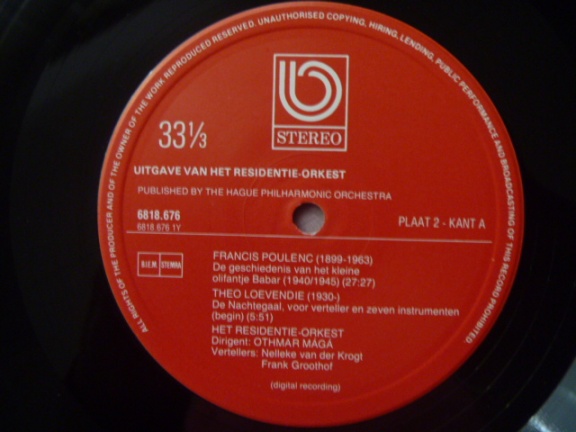 ALL RIGHTS OF THE PRODUCER AND OF THE OWNER OF THE WORK REPRODUCED RESERVED. UNAUTHORISED COPYING, HIRING, LENDING, PUBLIC PERFORMANCE AND BROADCASTING OF THIS RECORD PROHIBITED
STEREO
33⅓
UITGAVE VAN HET RESIDENTIE-ORKEST
PUBLISHED BY THE HAGUE PHILHARMONIC ORCHESTRA
6818.676
6818 676 1Y
PLAAT 2 - KANT A
B.I.E.M. STEMRA
FRANCIS POULENC (1899-1963)
De geschiedenis van het kleine
olifantje Babar (1940/1945) (27:27)
THEO LOEVENDIE (1930-)
De Nachtegaal, voor verteller en zeven instrumenten
(begin) (5:51)
HET RESIDENTIE-ORKEST
Dirigent: OTHMAR MAGA
Vertellers: Nelleke van der Krogt
Frank Groothof
(digital recording)